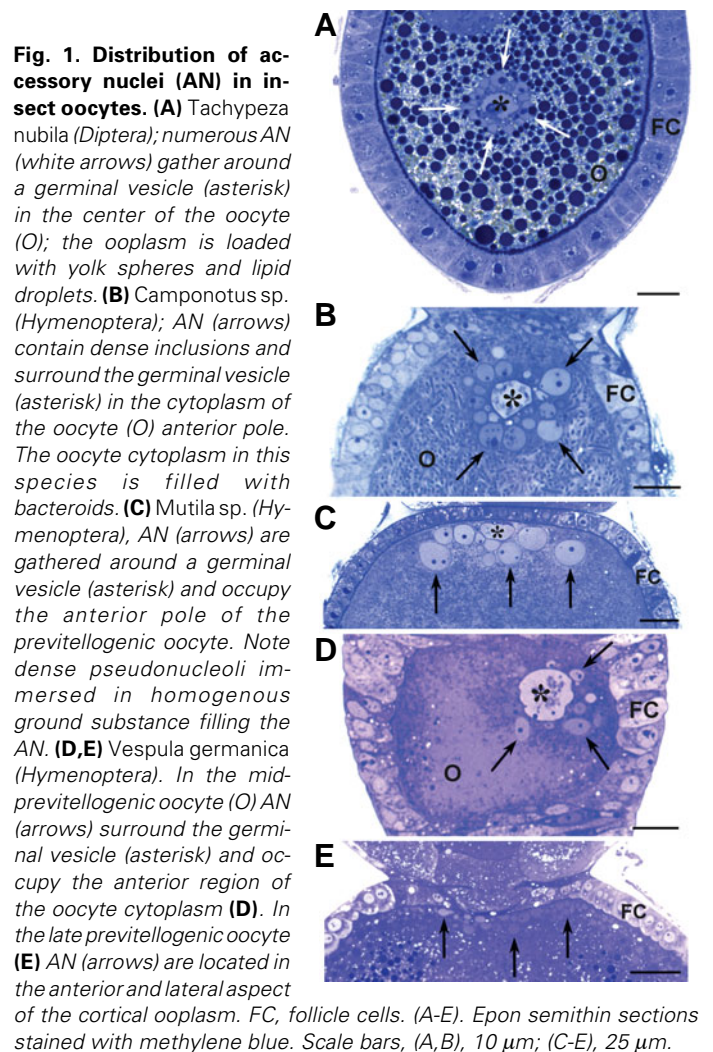 Fig. 1. Distribution of ac-
cessory nuclei (AN) in in-
sect oocytes. (A) Tachypeza
nubila (Diptera); numerous AN
(white arrows) gather around
a germinal vesicle (asterisk)
in the center of the oocyte
(O); the ooplasm is loaded
with yolk spheres and lipid
droplets. (B) Camponotus sp.
(Hymenoptera); AN (arrows)
contain dense inclusions and
surround the germinal vesicle
(asterisk) in the cytoplasm of
the oocyte (O) anterior pole.
The oocyte cytoplasm in this
species is filled with
bacteroids. (C) Mutila sp. (Hy-
menoptera), AN (arrows) are
gathered around a germinal
vesicle (asterisk) and occupy
the anterior pole of the
previtellogenic oocyte. Note
dense pseudonucleoli im-
mersed in homogenous
ground substance filling the
AN. (D,E) Vespula germanica
(Hymenoptera). In the mid-
previtellogenic oocyte (O) AN
(arrows) surround the germi-
nal vesicle (asterisk) and oc-
cupy the anterior region of
the oocyte cytoplasm (D). In
the late previtellogenic oocyte
(E) AN (arrows) are located in
the anterior and lateral aspect
of the cortical ooplasm. FC, follicle cells. (A-E). Epon semithin sections
stained with methylene blue. Scale bars, (A,B), 10 μm; (C-E), 25 μm.
A
*
FC
O
B
*
FC
O
C
*
FC
D
*
FC
O
E
FC